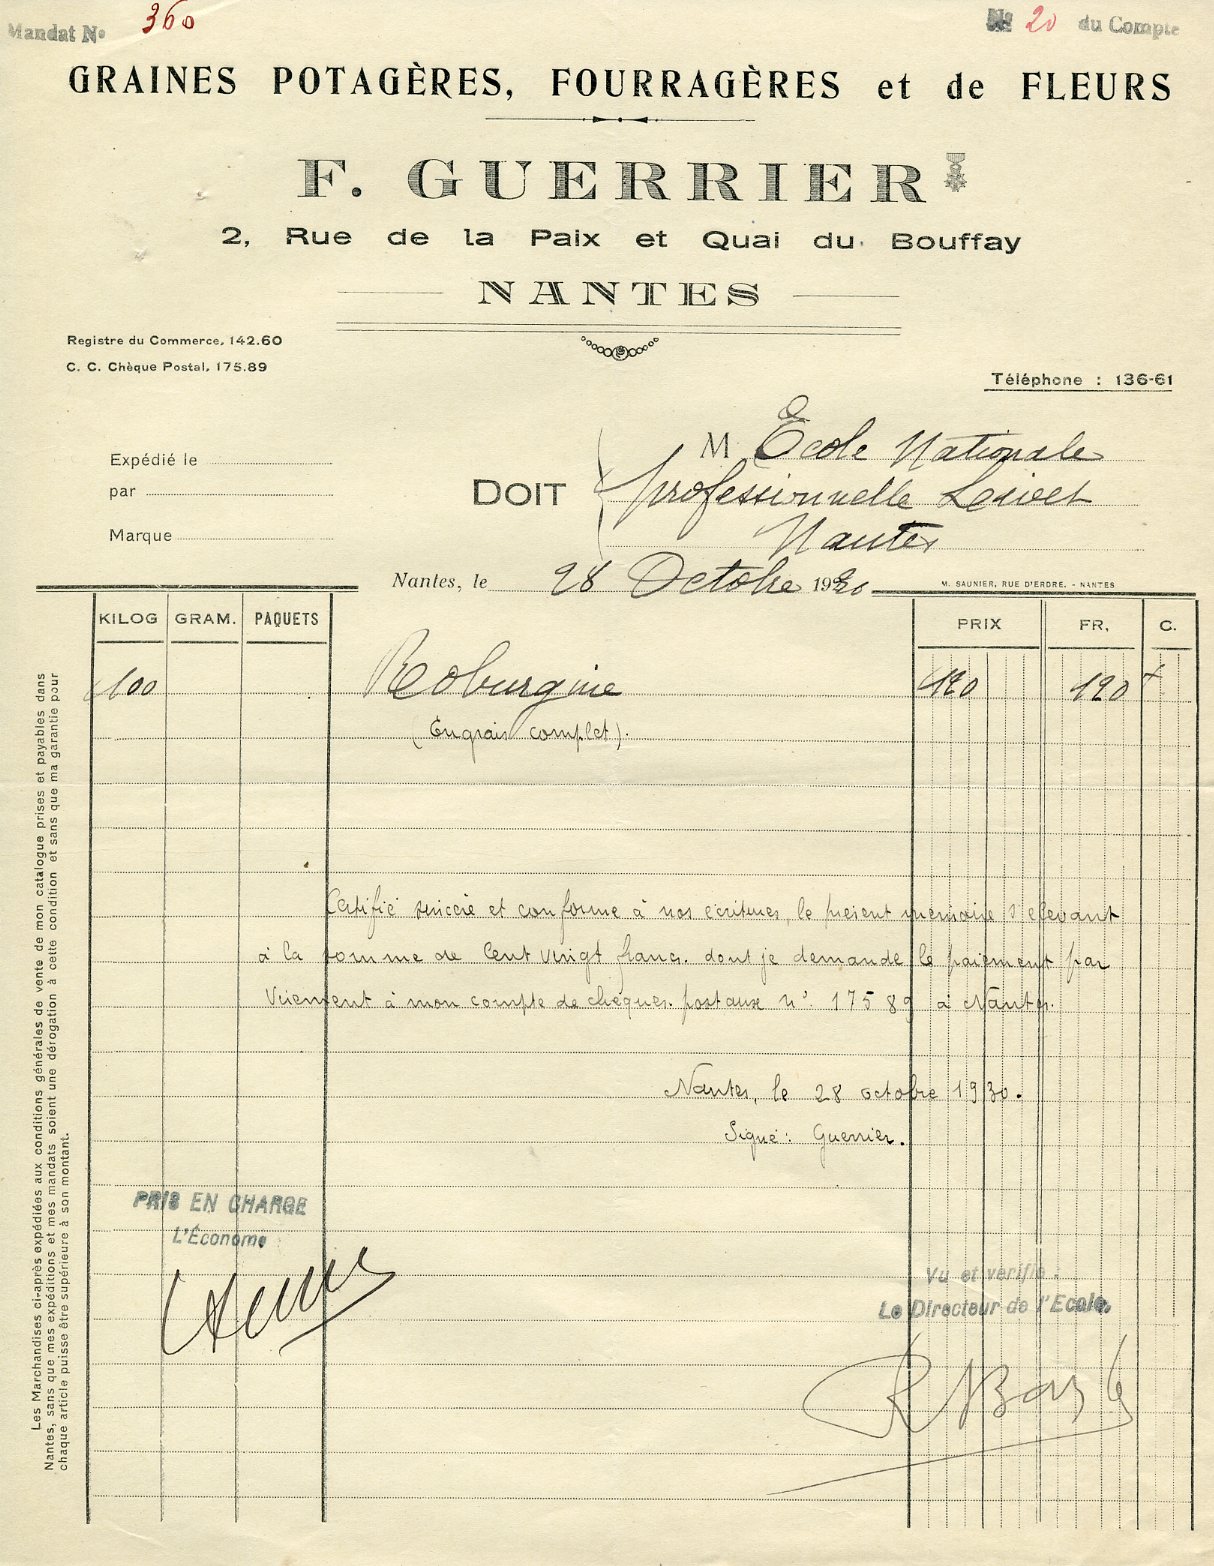 Mandat No 360
No 20 du Compte
GRAINES POTAGÈRES, FOURRAGÈRES et de FLEURS
F. GUERRIER
2, Rue de la Paix et Quai du Bouffay
NANTES
Registre du Commerce, 142.60
C. C. Chèque Postal, 175.89
Téléphone : 136-61
Expédié le
par
Marque
DOIT
M École Nationale
professionnelle Livet
Nantes
Nantes, le 28 Octobre 1930
M. SAUNIER, RUE D'ERDRE. - NANTES
KILOG GRAM. PAQUETS PRIX FR. C.
100 Roburgine 120 120
(Engrais complet).
Certifié sincère et conforme à nos écritures, le présent mémoire s'élevant
à la somme de Cent vingt francs. dont je demande le paiement par
Virement à mon compte de chèques. postaux n° 17589 à Nantes.
Nantes, le 28 octobre 1930.
Signé : Guerrier.
PRIS EN CHARGE
L'Économe
Vu et vérifié :
Le Directeur de l'Ecole,
Les Marchandises ci-après expédiées aux conditions générales de vente de mon catalogue prises et payables dans
Nantes, sans que mes expéditions et mes mandats soient une dérogation à cette condition et sans que ma garantie pour
chaque article puisse être supérieure à son montant.